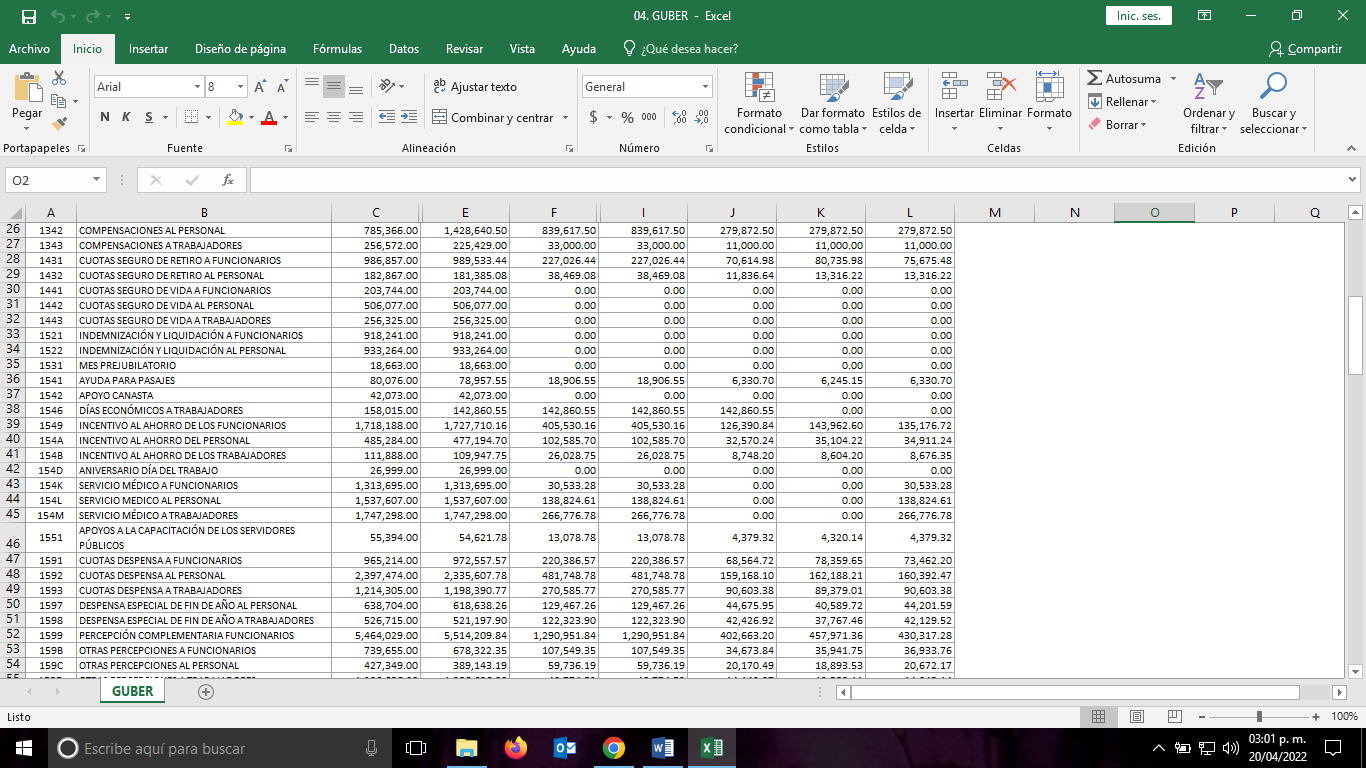 04. GUBER - Excel
Inic. ses.
Archivo Inicio Insertar Diseño de página Fórmulas Datos Revisar Vista Ayuda ¿Qué desea hacer? Compartir
Pegar
Arial 8 A A
N K S A
ab Ajustar texto
Combinar y centrar
General
$ % 000
Formato condicional
Dar formato como tabla
Estilos de celda
Insertar Eliminar Formato
Autosuma
Rellenar
Borrar
Ordenar y filtrar
Buscar y seleccionar
Portapapeles Fuente Alineación Número Estilos Celdas Edición
O2 fx
A B C E F I J K L M N O P Q
26 1342 COMPENSACIONES AL PERSONAL 785,366.00 1,428,640.50 839,617.50 839,617.50 279,872.50 279,872.50 279,872.50
27 1343 COMPENSACIONES A TRABAJADORES 256,572.00 225,429.00 33,000.00 33,000.00 11,000.00 11,000.00 11,000.00
28 1431 CUOTAS SEGURO DE RETIRO A FUNCIONARIOS 986,857.00 989,533.44 227,026.44 227,026.44 70,614.98 80,735.98 75,675.48
29 1432 CUOTAS SEGURO DE RETIRO AL PERSONAL 182,867.00 181,385.08 38,469.08 38,469.08 11,836.64 13,316.22 13,316.22
30 1441 CUOTAS SEGURO DE VIDA A FUNCIONARIOS 203,744.00 203,744.00 0.00 0.00 0.00 0.00 0.00
31 1442 CUOTAS SEGURO DE VIDA AL PERSONAL 506,077.00 506,077.00 0.00 0.00 0.00 0.00 0.00
32 1443 CUOTAS SEGURO DE VIDA A TRABAJADORES 256,325.00 256,325.00 0.00 0.00 0.00 0.00 0.00
33 1521 INDEMNIZACIÓN Y LIQUIDACIÓN A FUNCIONARIOS 918,241.00 918,241.00 0.00 0.00 0.00 0.00 0.00
34 1522 INDEMNIZACIÓN Y LIQUIDACIÓN AL PERSONAL 933,264.00 933,264.00 0.00 0.00 0.00 0.00 0.00
35 1531 MES PREJUBILATORIO 18,663.00 18,663.00 0.00 0.00 0.00 0.00 0.00
36 1541 AYUDA PARA PASAJES 80,076.00 78,957.55 18,906.55 18,906.55 6,330.70 6,245.15 6,330.70
37 1542 APOYO CANASTA 42,073.00 42,073.00 0.00 0.00 0.00 0.00 0.00
38 1546 DÍAS ECONÓMICOS A TRABAJADORES 158,015.00 142,860.55 142,860.55 142,860.55 142,860.55 0.00 0.00
39 1549 INCENTIVO AL AHORRO DE LOS FUNCIONARIOS 1,718,188.00 1,727,710.16 405,530.16 405,530.16 126,390.84 143,962.60 135,176.72
40 154A INCENTIVO AL AHORRO DEL PERSONAL 485,284.00 477,194.70 102,585.70 102,585.70 32,570.24 35,104.22 34,911.24
41 154B INCENTIVO AL AHORRO DE LOS TRABAJADORES 111,888.00 109,947.75 26,028.75 26,028.75 8,748.20 8,604.20 8,676.35
42 154D ANIVERSARIO DÍA DEL TRABAJO 26,999.00 26,999.00 0.00 0.00 0.00 0.00 0.00
43 154K SERVICIO MÉDICO A FUNCIONARIOS 1,313,695.00 1,313,695.00 30,533.28 30,533.28 0.00 0.00 30,533.28
44 154L SERVICIO MEDICO AL PERSONAL 1,537,607.00 1,537,607.00 138,824.61 138,824.61 0.00 0.00 138,824.61
45 154M SERVICIO MÉDICO A TRABAJADORES 1,747,298.00 1,747,298.00 266,776.78 266,776.78 0.00 0.00 266,776.78
46 1551 APOYOS A LA CAPACITACIÓN DE LOS SERVIDORES PÚBLICOS 55,394.00 54,621.78 13,078.78 13,078.78 4,379.32 4,320.14 4,379.32
47 1591 CUOTAS DESPENSA A FUNCIONARIOS 965,214.00 972,557.57 220,386.57 220,386.57 68,564.72 78,359.65 73,462.20
48 1592 CUOTAS DESPENSA AL PERSONAL 2,397,474.00 2,335,607.78 481,748.78 481,748.78 159,168.10 162,188.21 160,392.47
49 1593 CUOTAS DESPENSA A TRABAJADORES 1,214,305.00 1,198,390.77 270,585.77 270,585.77 90,603.38 89,379.01 90,603.38
50 1597 DESPENSA ESPECIAL DE FIN DE AÑO AL PERSONAL 638,704.00 618,638.26 129,467.26 129,467.26 44,675.95 40,589.72 44,201.59
51 1598 DESPENSA ESPECIAL DE FIN DE AÑO A TRABAJADORES 526,715.00 521,197.90 122,323.90 122,323.90 42,426.92 37,767.46 42,129.52
52 1599 PERCEPCIÓN COMPLEMENTARIA FUNCIONARIOS 5,464,029.00 5,514,209.84 1,290,951.84 1,290,951.84 402,663.20 457,971.36 430,317.28
53 159B OTRAS PERCEPCIONES A FUNCIONARIOS 739,655.00 678,322.35 107,549.35 107,549.35 34,673.84 35,941.75 36,933.76
54 159C OTRAS PERCEPCIONES AL PERSONAL 427,349.00 389,143.19 59,736.19 59,736.19 20,170.49 18,893.53 20,672.17
GUBER
Listo 100%
Escribe aquí para buscar
03:01 p. m.
20/04/2022